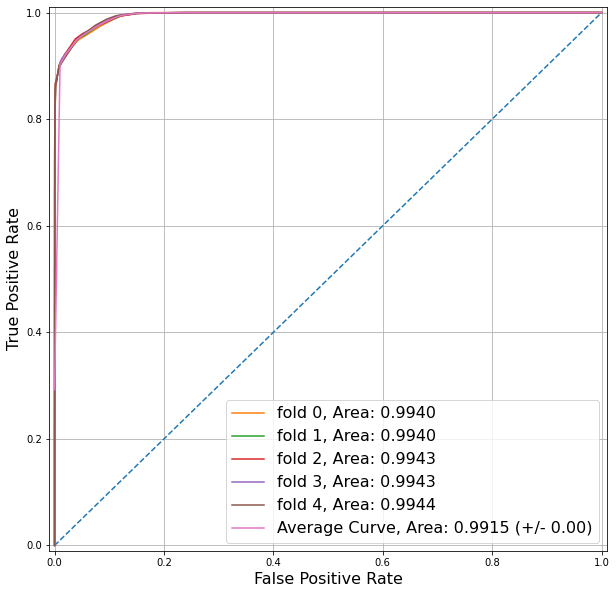 1.0
0.8
0.6
0.4
0.2
0.0
True Positive Rate
fold 0, Area: 0.9940
fold 1, Area: 0.9940
fold 2, Area: 0.9943
fold 3, Area: 0.9943
fold 4, Area: 0.9944
Average Curve, Area: 0.9915 (+/- 0.00)
0.0 0.2 0.4 0.6 0.8 1.0
False Positive Rate